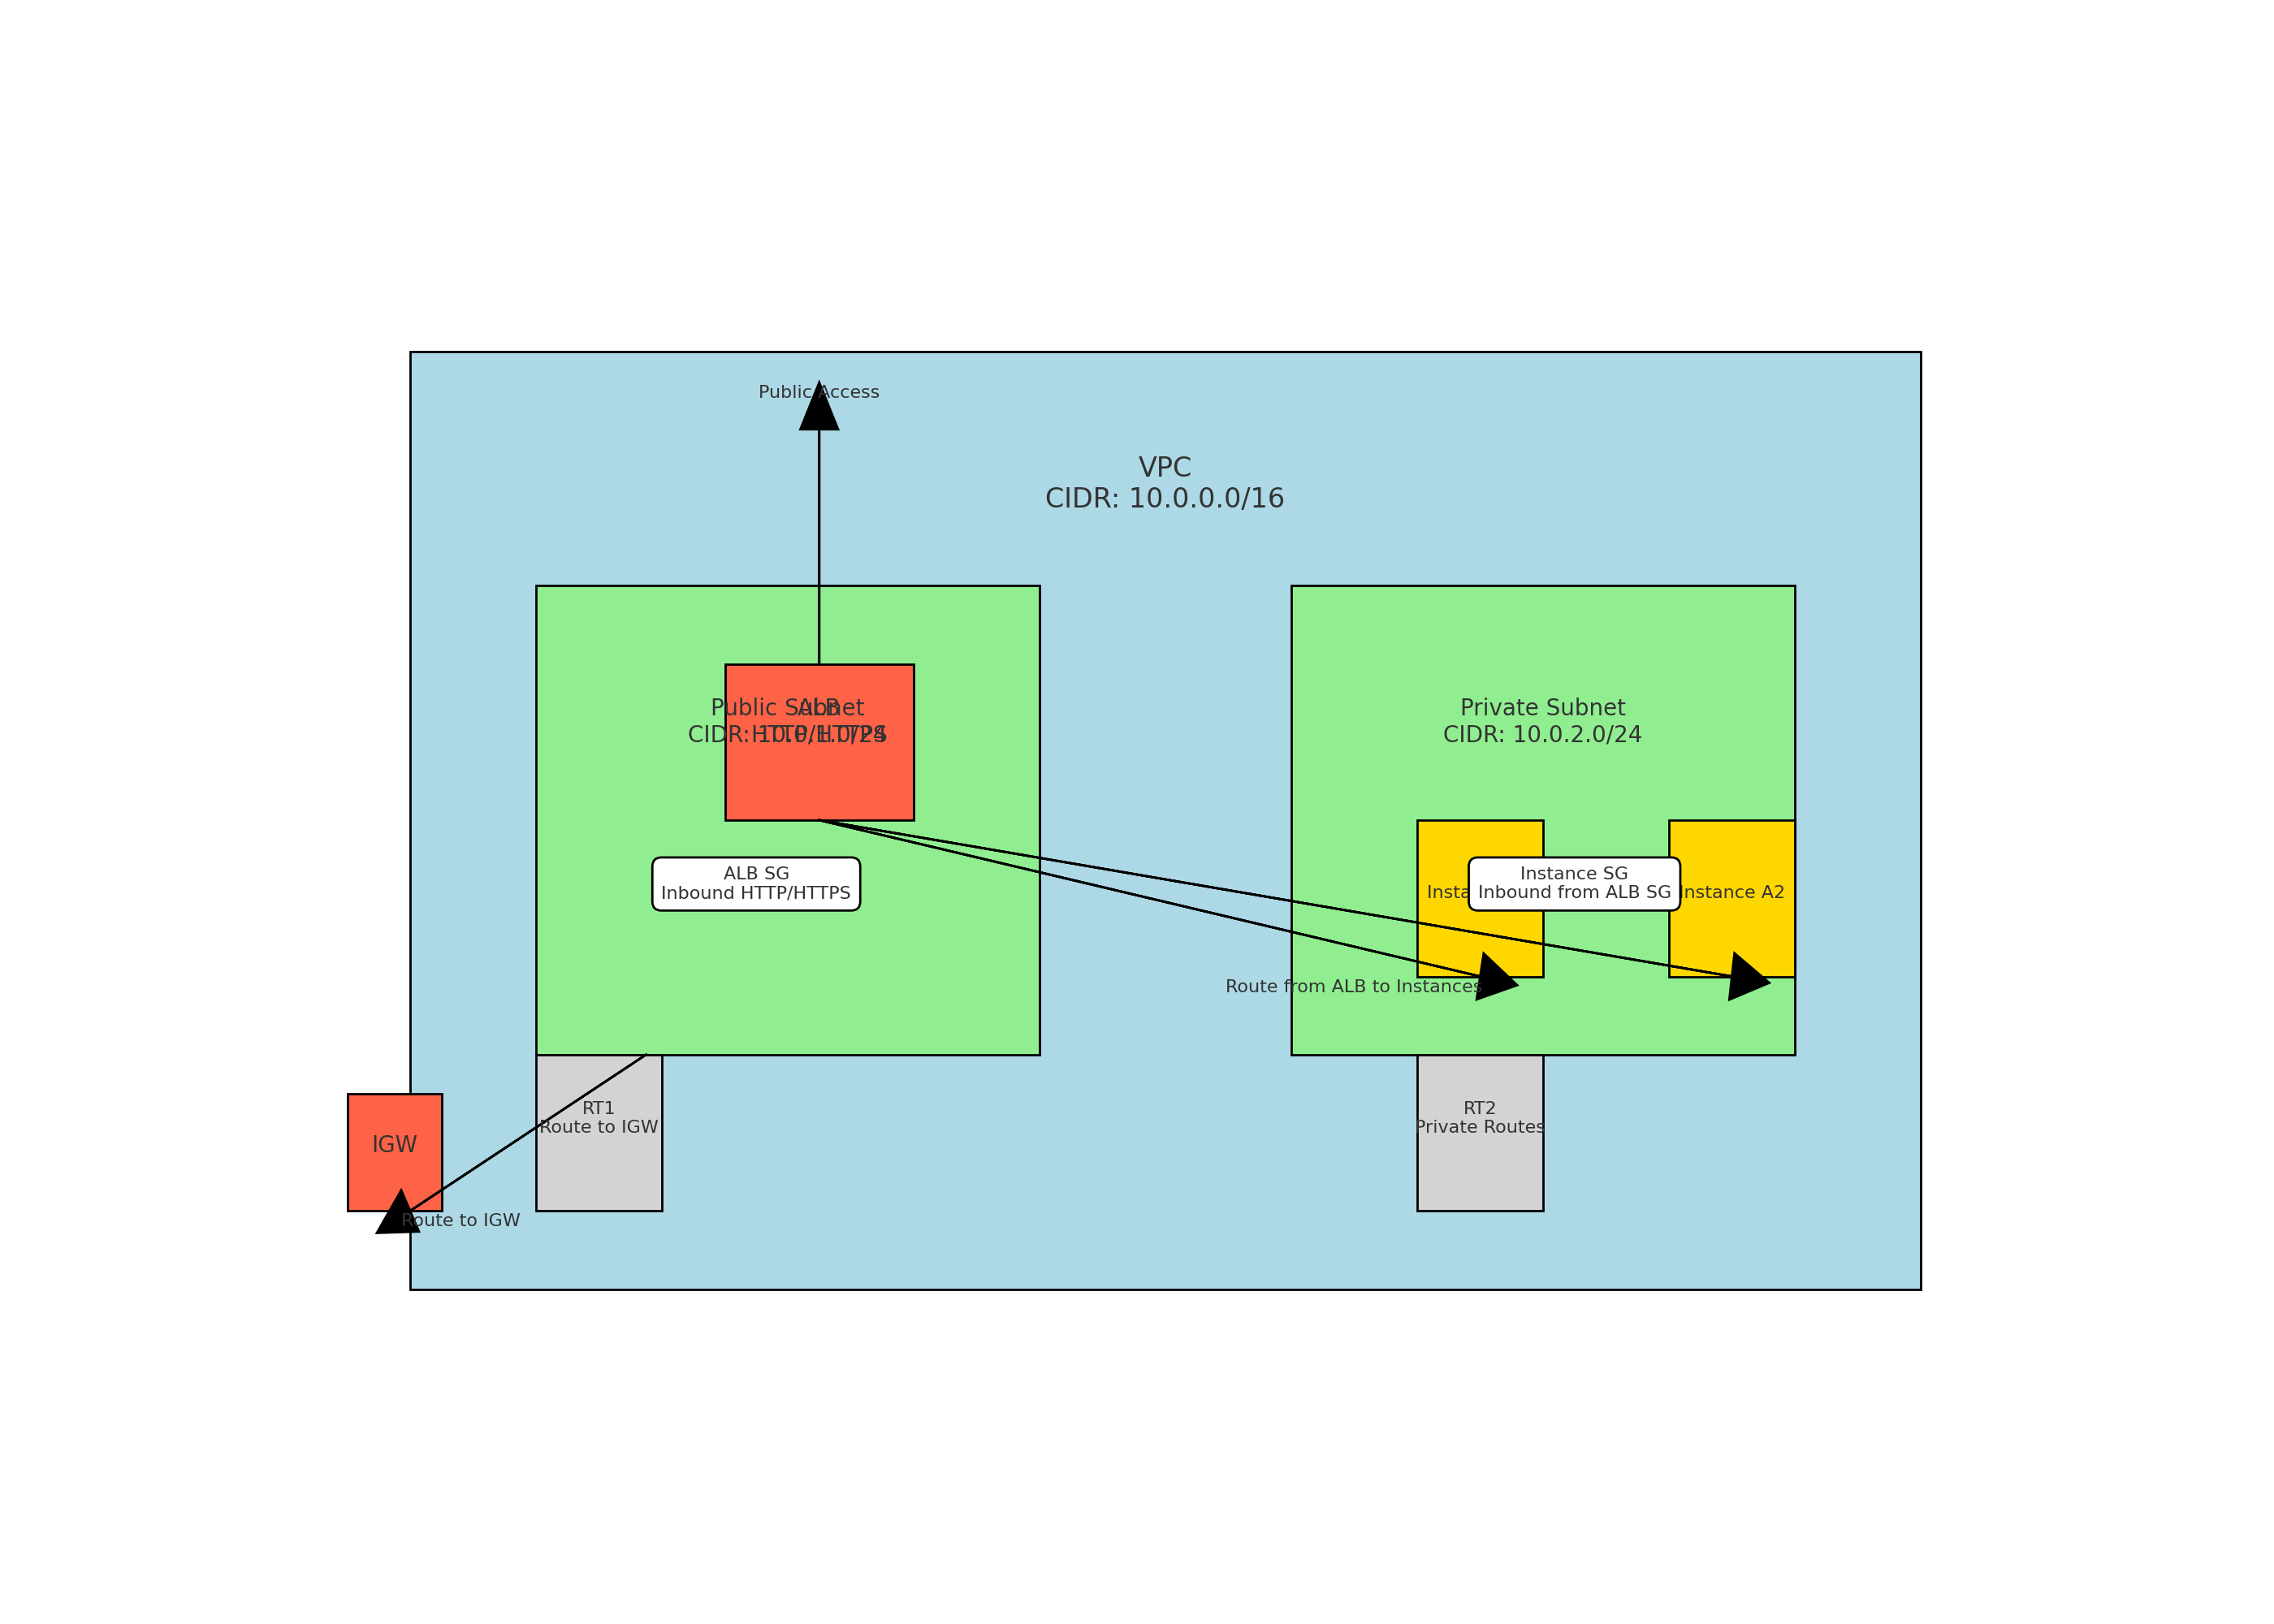 Public Access
VPC
CIDR: 10.0.0.0/16
Public Subnet
CIDR: 10.0.1.0/24
ALB
HTTP/HTTPS
Private Subnet
CIDR: 10.0.2.0/24
ALB SG
Inbound HTTP/HTTPS
Instance SG
Inbound from ALB SG
Instance A2
Route from ALB to Instances
RT1
Route to IGW
RT2
Private Routes
IGW
Route to IGW